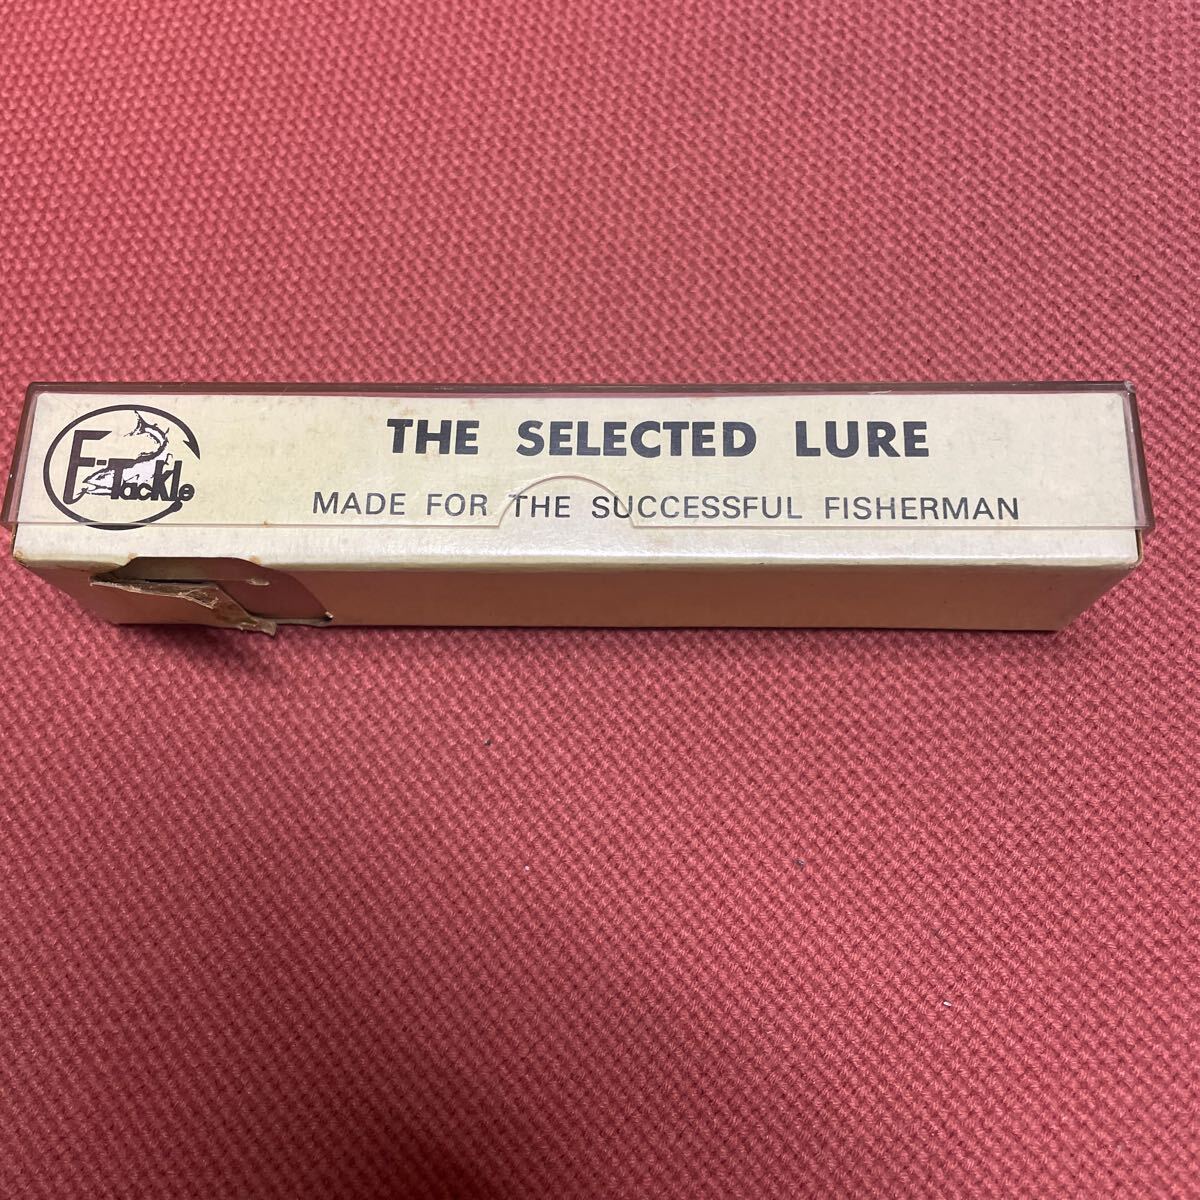 F-Tackle
THE SELECTED LURE
MADE FOR THE SUCCESSFUL FISHERMAN